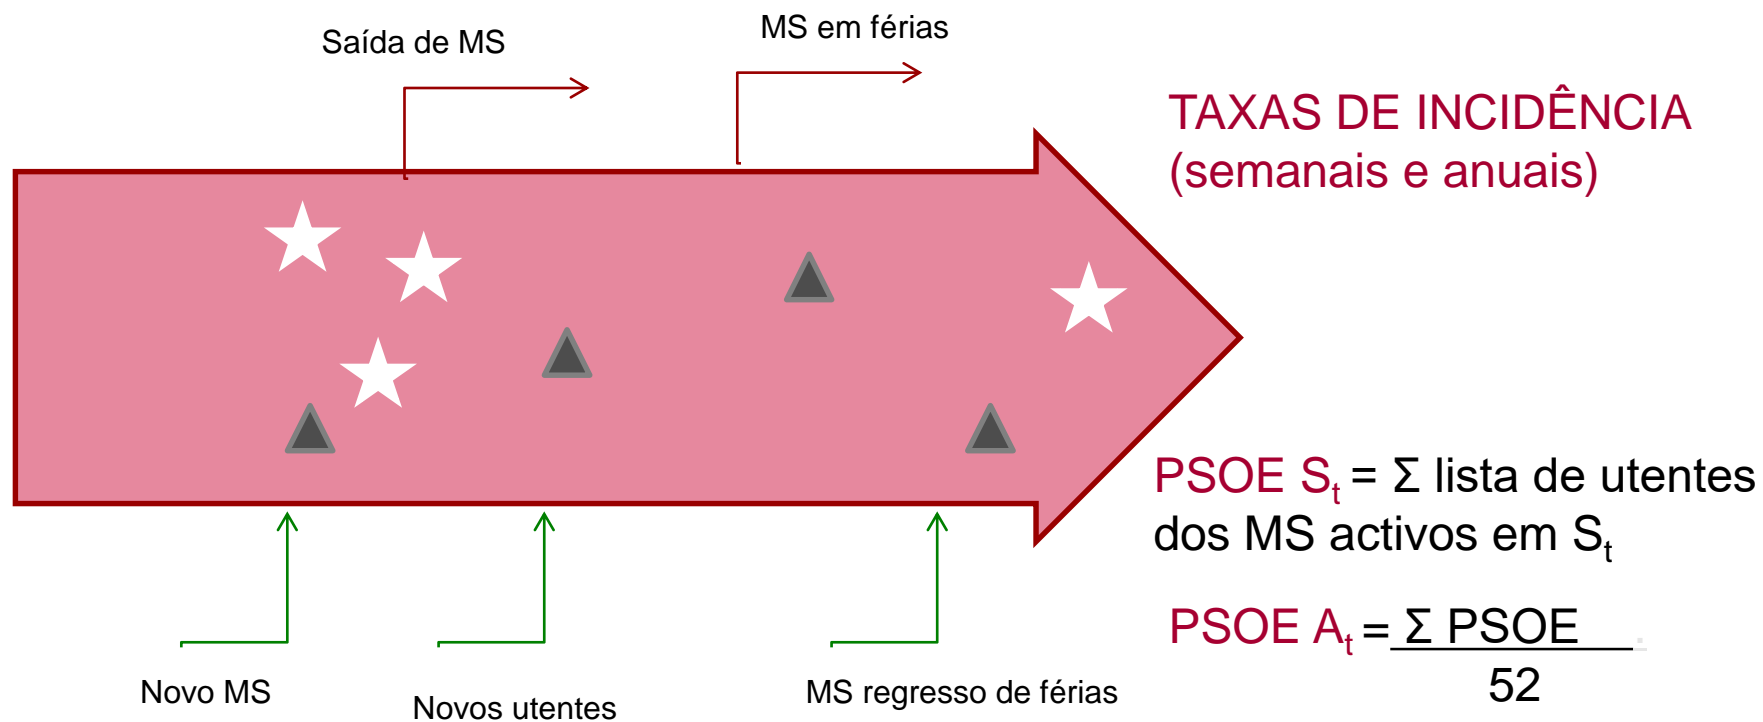 Saída de MS
MS em férias
TAXAS DE INCIDÊNCIA
(semanais e anuais)
PSOE Sₜ = Σ lista de utentes
dos MS activos em Sₜ
PSOE Aₜ = Σ PSOE .
52
Novo MS
Novos utentes
MS regresso de férias